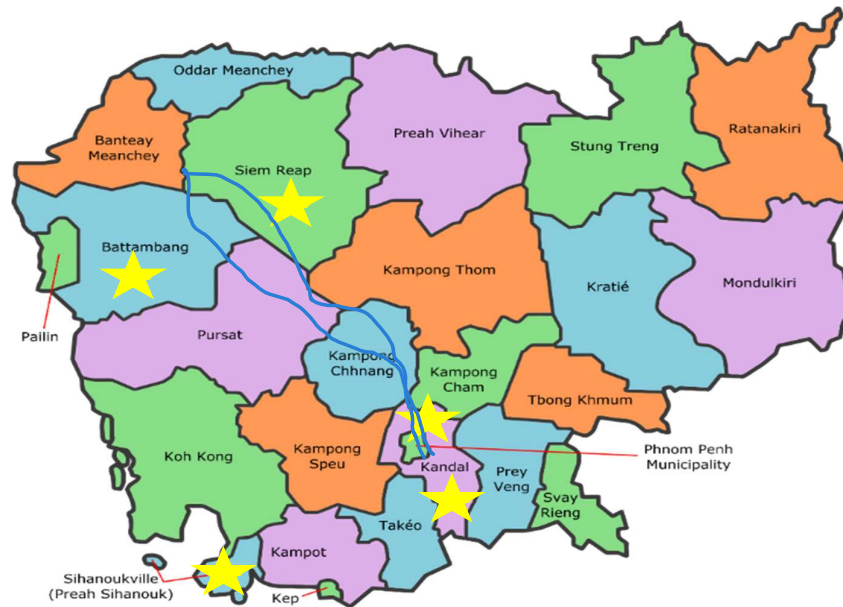 Oddar Meanchey
Banteay
Meanchey
Siem Reap
Preah Vihear
Stung Treng
Ratanakiri
Battambang
Kampong Thom
Kratié
Mondulkiri
Pailin
Pursat
Kampong
Chhnang
Kampong
Cham
Tbong Khmum
Koh Kong
Kampong
Speu
Kandal
Prey
Veng
Phnom Penh
Municipality
Svay
Rieng
Takéo
Kampot
Sihanoukville
(Preah Sihanouk)
Kep